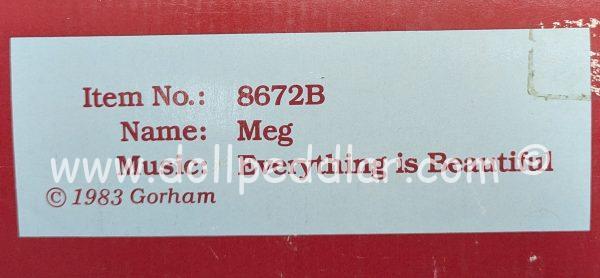 Item No.: 8672B
Name: Meg
Music: Everything is Beautiful
www.dollpeddlar.com ©
© 1983 Gorham